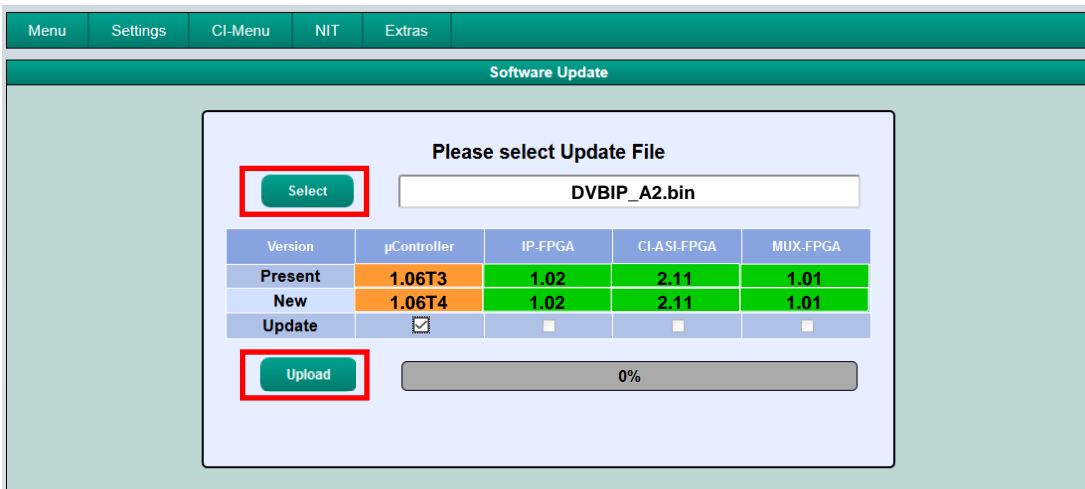 Menu Settings CI-Menu NIT Extras
Software Update
Please select Update File
Select DVBIP_A2.bin
Version µController IP-FPGA CI-ASI-FPGA MUX-FPGA
Present 1.06T3 1.02 2.11 1.01
New 1.06T4 1.02 2.11 1.01
Update
Upload 0%